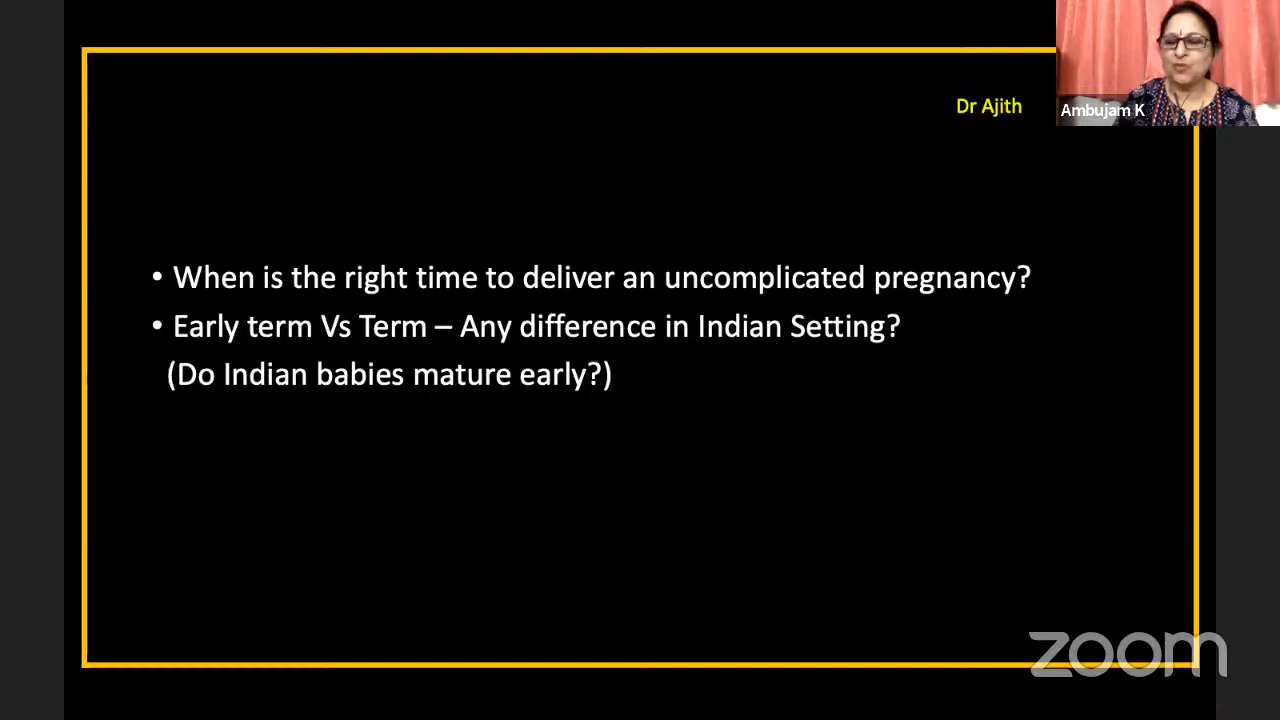 Dr Ajith
Ambujam K
• When is the right time to deliver an uncomplicated pregnancy?
• Early term Vs Term – Any difference in Indian Setting?
(Do Indian babies mature early?)
zoom